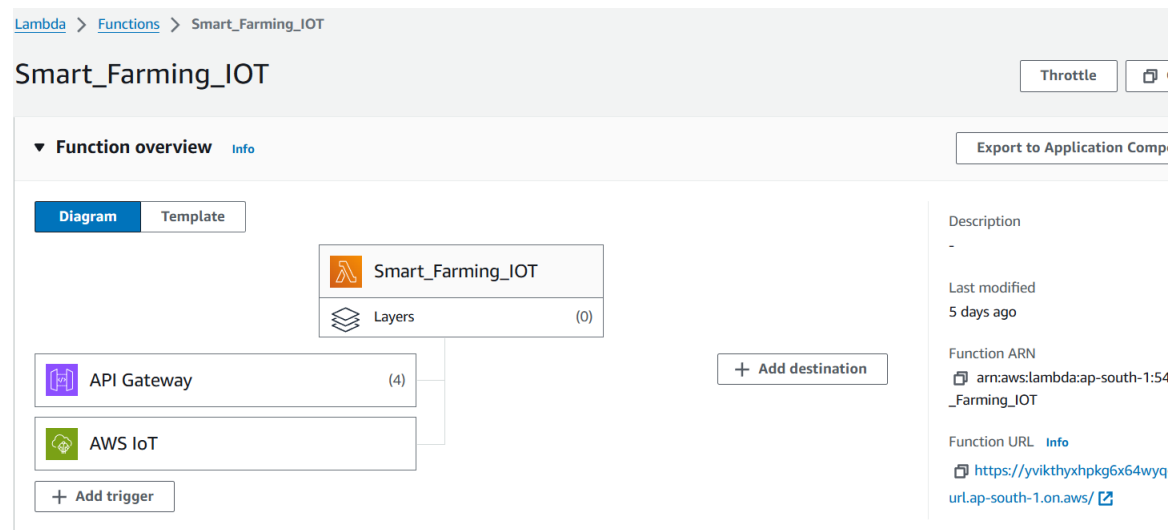 Lambda > Functions > Smart_Farming_IOT
Smart_Farming_IOT
Throttle
Function overview Info
Export to Application
Diagram Template
Smart_Farming_IOT
Layers (0)
API Gateway (4)
AWS IoT
+ Add trigger
+ Add destination
Description
-
Last modified
5 days ago
Function ARN
arn:aws:lambda:ap-south-1:54
_Farming_IOT
Function URL Info
https://yvikthyxhpkg6x64wyq
url.ap-south-1.on.aws/